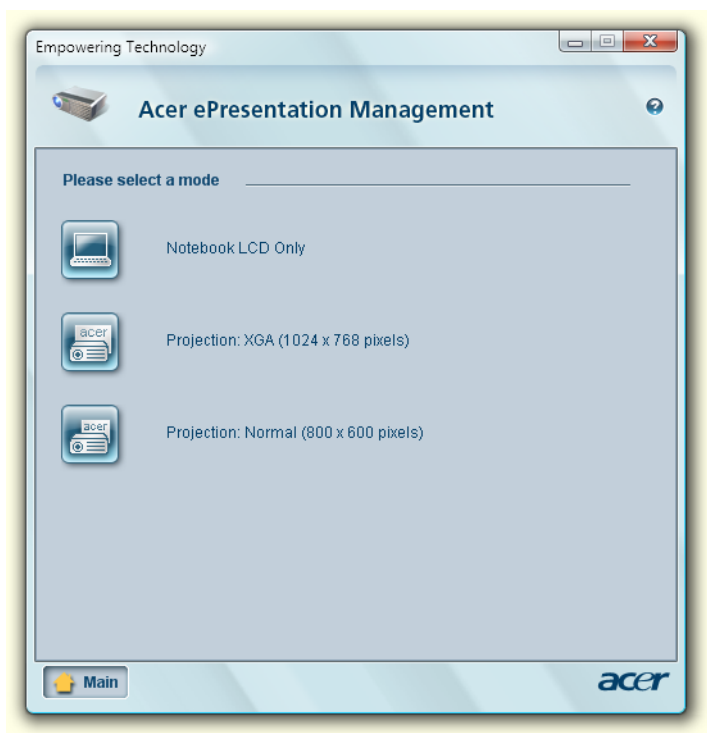 Empowering Technology
Acer ePresentation Management
Please select a mode
Notebook LCD Only
acer
Projection: XGA (1024 x 768 pixels)
acer
Projection: Normal (800 x 600 pixels)
Main
acer